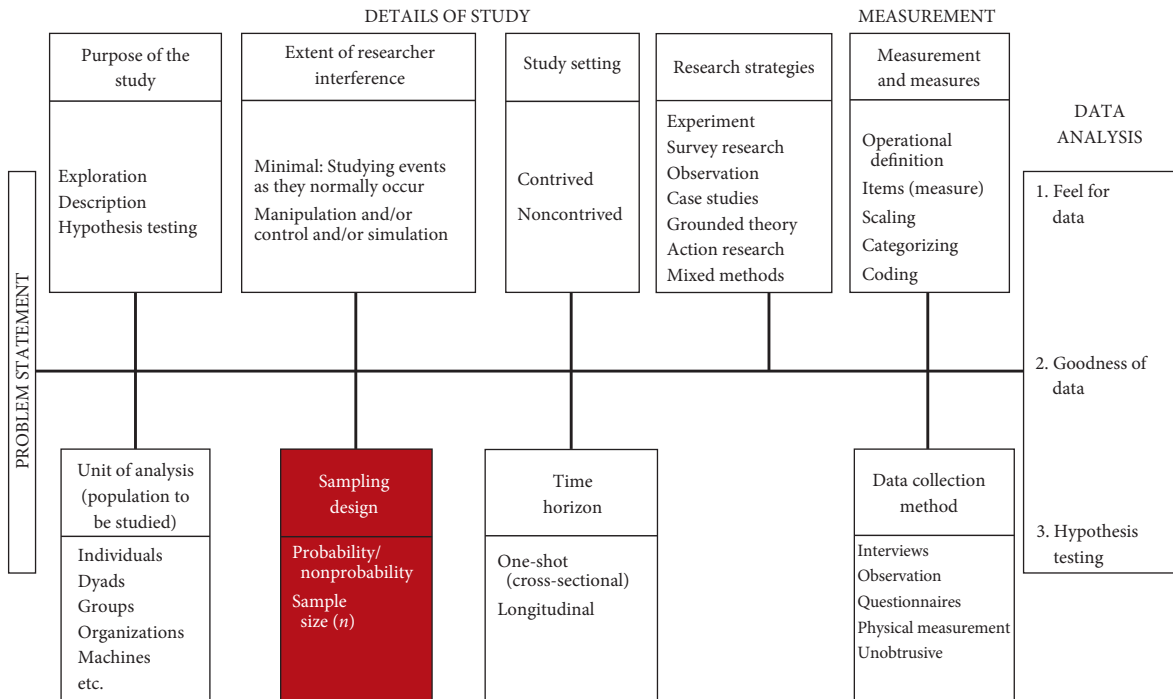 DETAILS OF STUDY
MEASUREMENT
Purpose of the
study
Exploration
Description
Hypothesis testing
Extent of researcher
interference
Minimal: Studying events
as they normally occur
Manipulation and/or
control and/or simulation
Study setting
Contrived
Noncontrived
Research strategies
Experiment
Survey research
Observation
Case studies
Grounded theory
Action research
Mixed methods
Measurement
and measures
Operational
definition
Items (measure)
Scaling
Categorizing
Coding
DATA
ANALYSIS
1. Feel for
data
2. Goodness of
data
3. Hypothesis
testing
PROBLEM STATEMENT
Unit of analysis
(population to
be studied)
Individuals
Dyads
Groups
Organizations
Machines
etc.
Sampling
design
Probability/
nonprobability
Sample
size (n)
Time
horizon
One-shot
(cross-sectional)
Longitudinal
Data collection
method
Interviews
Observation
Questionnaires
Physical measurement
Unobtrusive